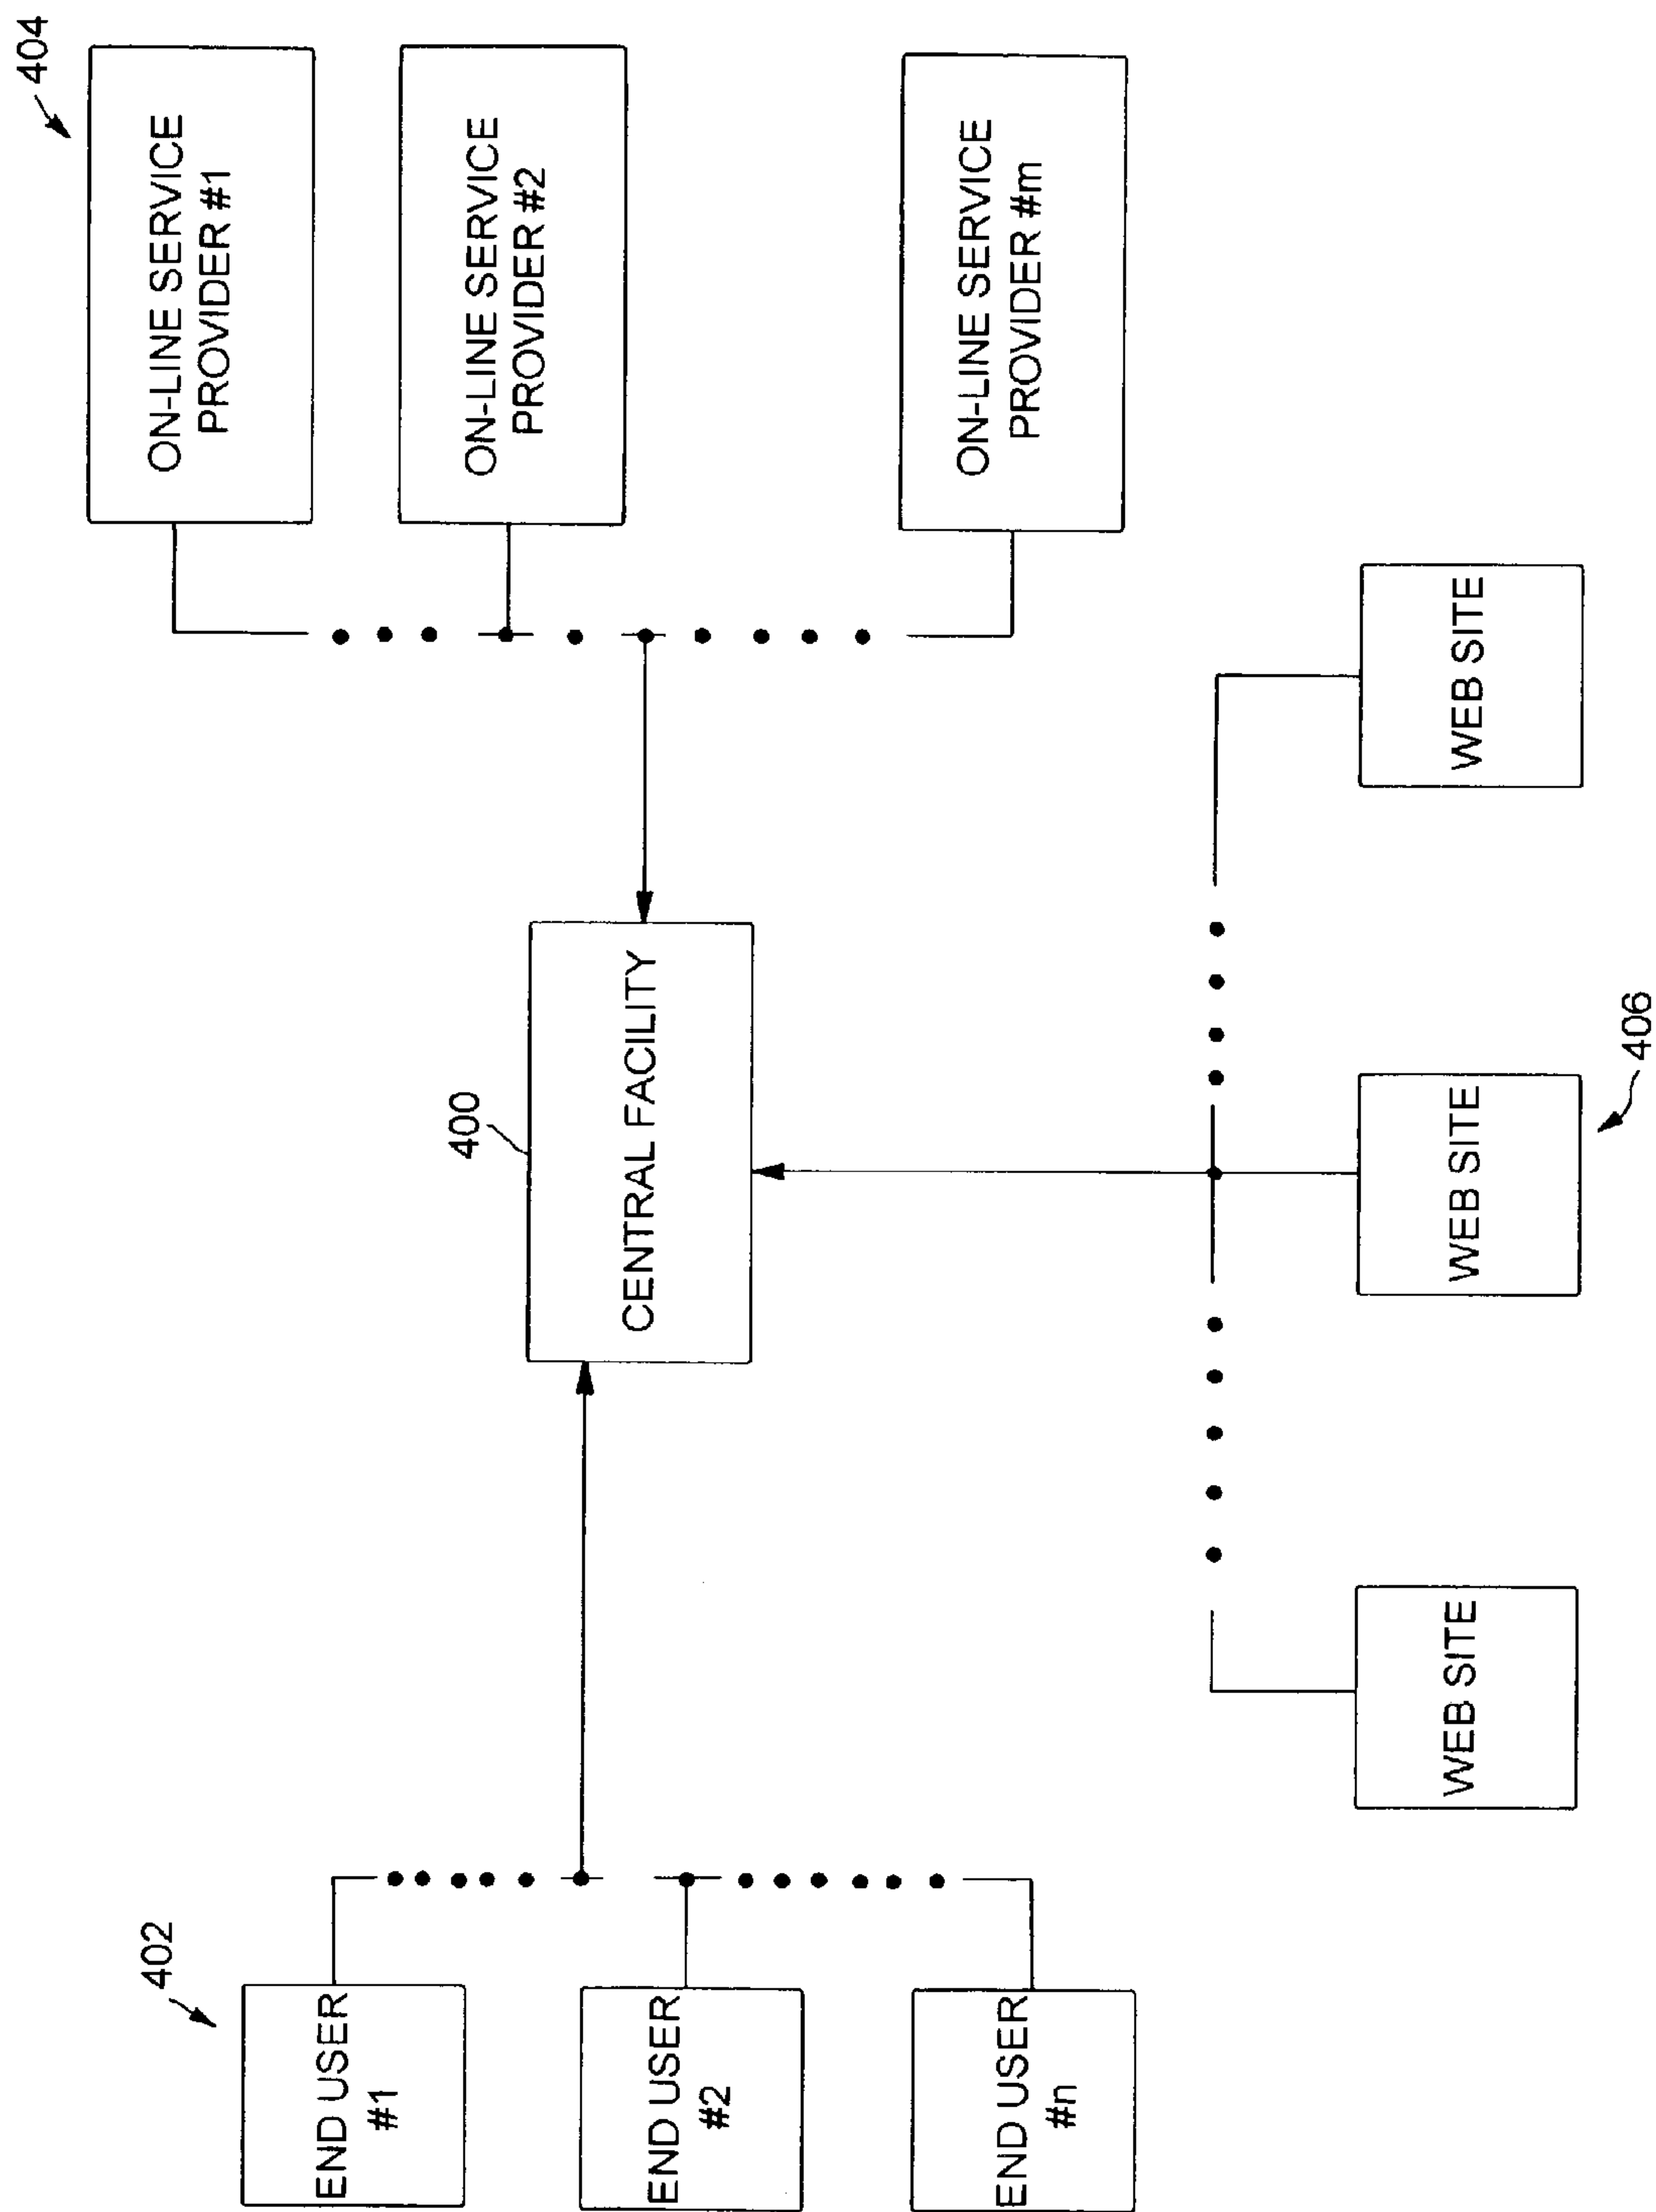 402
END USER
#1
END USER
#2
END USER
#n
400
CENTRAL FACILITY
404
ON-LINE SERVICE
PROVIDER #1
ON-LINE SERVICE
PROVIDER #2
ON-LINE SERVICE
PROVIDER #m
WEB SITE
WEB SITE
WEB SITE
406